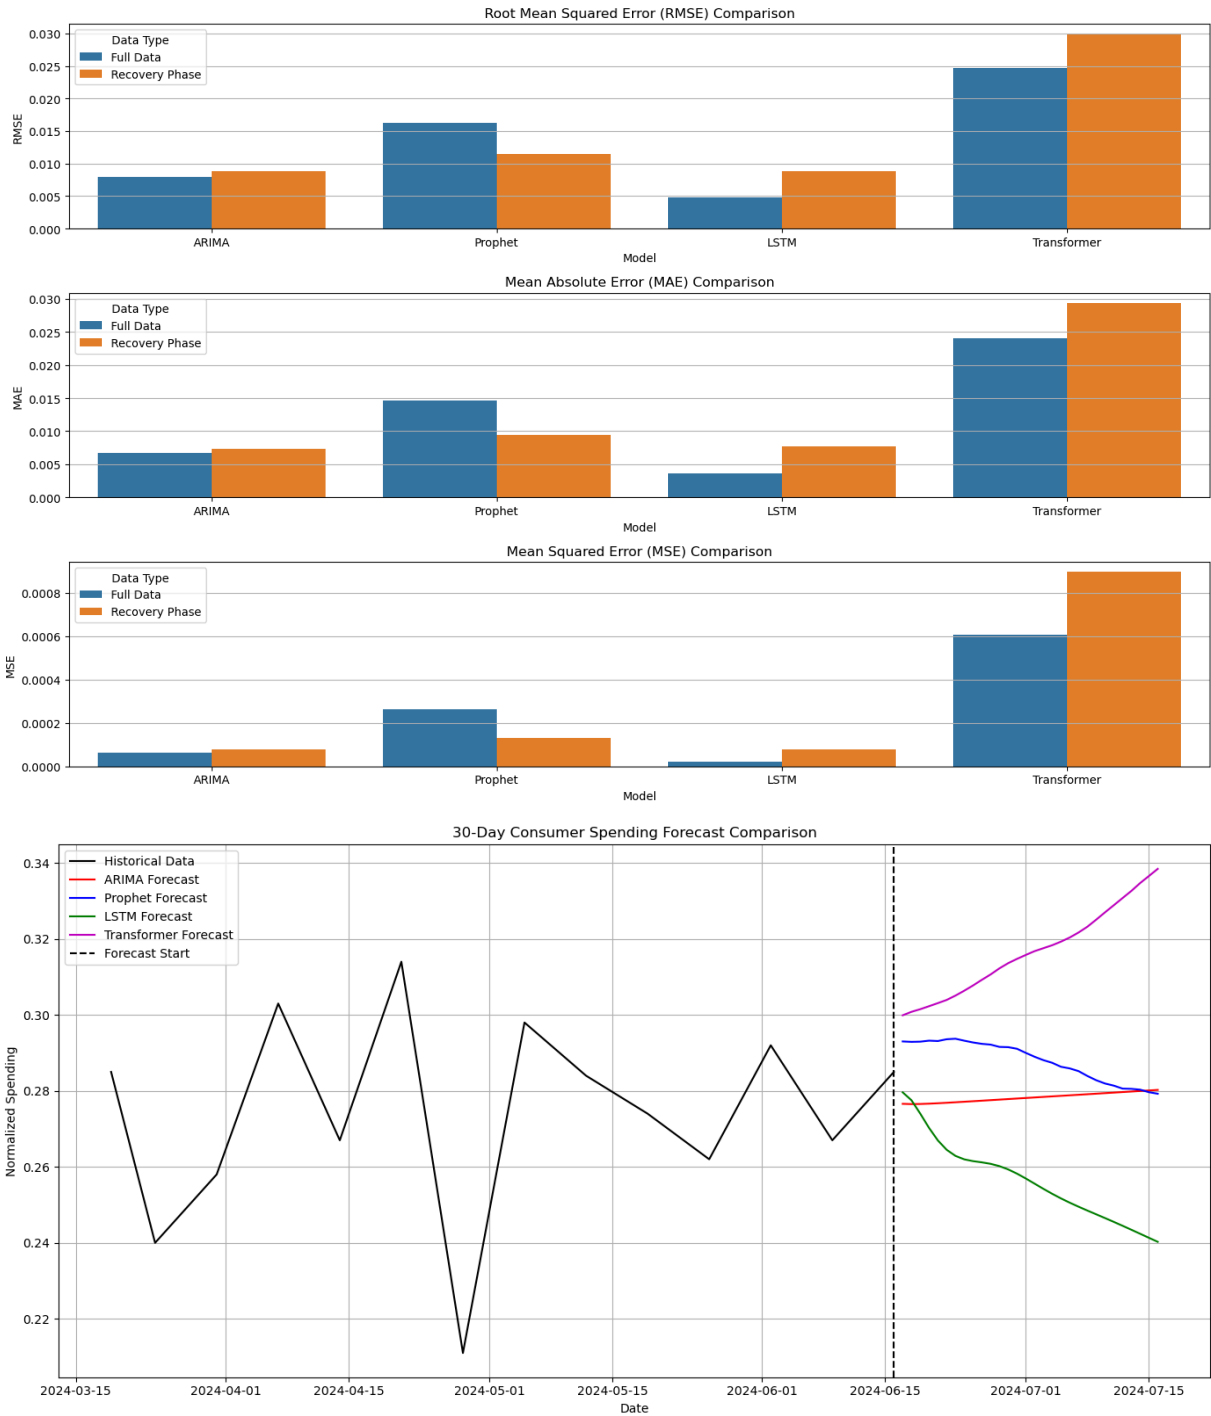 Root Mean Squared Error (RMSE) Comparison
Data Type
Full Data
Recovery Phase
0.030
0.025
0.020
0.015
0.010
0.005
0.000
RMSE
ARIMA Prophet LSTM Transformer
Model
Mean Absolute Error (MAE) Comparison
Data Type
Full Data
Recovery Phase
0.030
0.025
0.020
0.015
0.010
0.005
0.000
MAE
ARIMA Prophet LSTM Transformer
Model
Mean Squared Error (MSE) Comparison
Data Type
Full Data
Recovery Phase
0.0008
0.0006
0.0004
0.0002
0.0000
MSE
ARIMA Prophet LSTM Transformer
Model
30-Day Consumer Spending Forecast Comparison
Historical Data
ARIMA Forecast
Prophet Forecast
LSTM Forecast
Transformer Forecast
Forecast Start
0.34
0.32
0.30
0.28
0.26
0.24
0.22
Normalized Spending
2024-03-15 2024-04-01 2024-04-15 2024-05-01 2024-05-15 2024-06-01 2024-06-15 2024-07-01 2024-07-15
Date